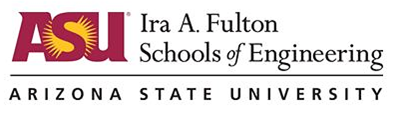 ASU® Ira A. Fulton
Schools of Engineering
ARIZONA STATE UNIVERSITY